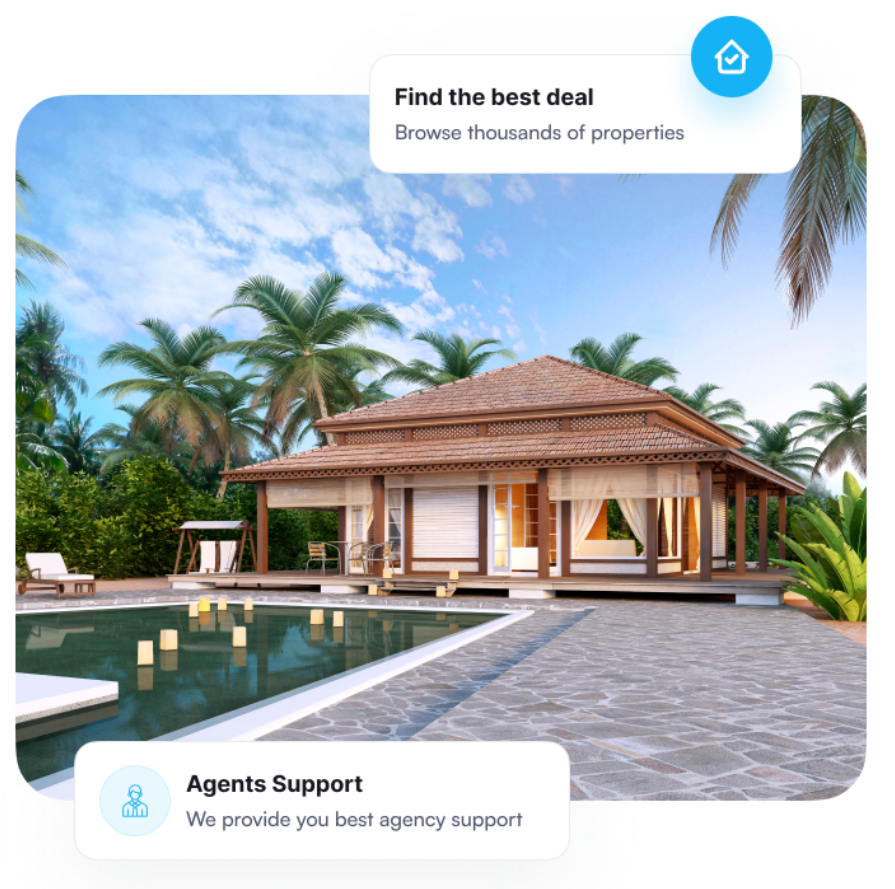 Find the best deal
Browse thousands of properties
Agents Support
We provide you best agency support